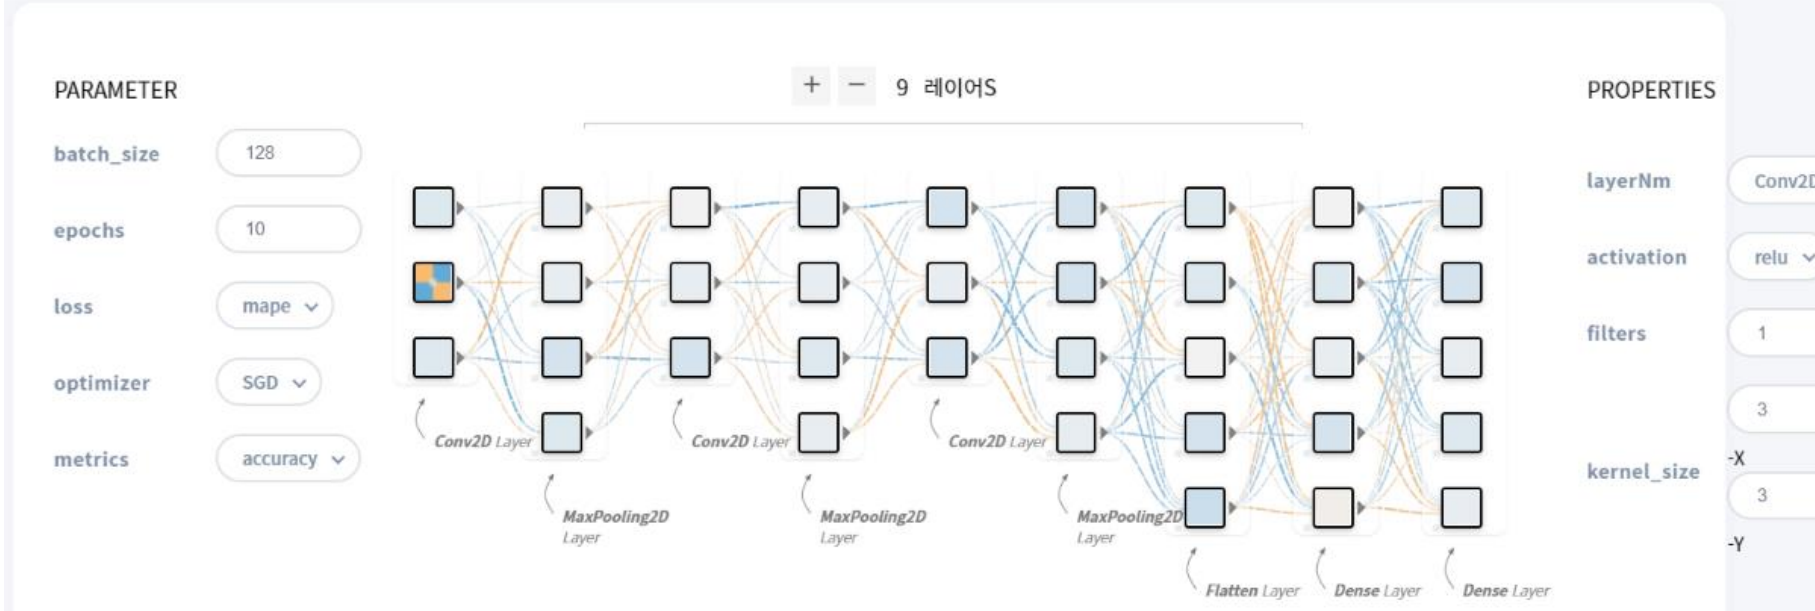 PARAMETER
+ − 9 레이어S
PROPERTIES
batch_size 128
epochs 10
loss mape
optimizer SGD
metrics accuracy
Conv2D Layer
Conv2D Layer
Conv2D Layer
MaxPooling2D
Layer
MaxPooling2D
Layer
MaxPooling2D
Layer
Flatten Layer
Dense Layer
Dense Layer
layerNm Conv2D
activation relu
filters 1
3
-X
kernel_size
3
-Y